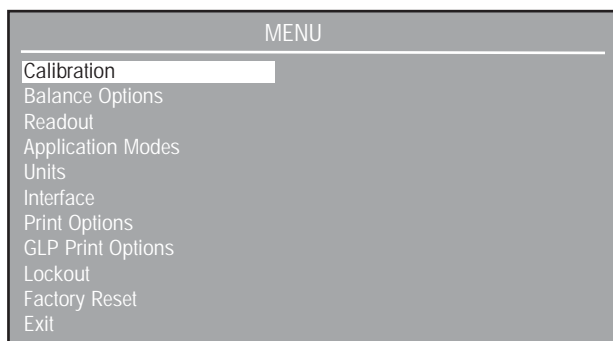 MENU
Calibration
Balance Options
Readout
Application Modes
Units
Interface
Print Options
GLP Print Options
Lockout
Factory Reset
Exit